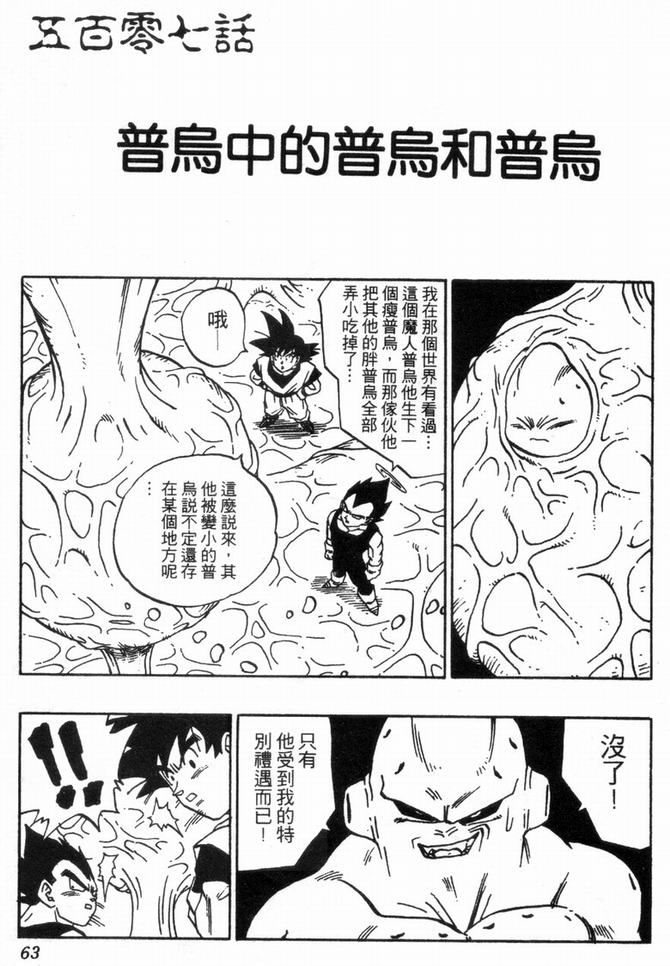 五百零七話
普烏中的普烏和普烏
我在那個世界有看過…
這個魔人普烏他生下一
個瘦普烏，而那傢伙他
把其他的胖普烏全部
弄小吃掉了…
哦—
這麼説來，其
他被變小的普
烏説不定還存
在某個地方呢
…
沒了！
只有
他受到我的特
別禮遇而已！
!!
63